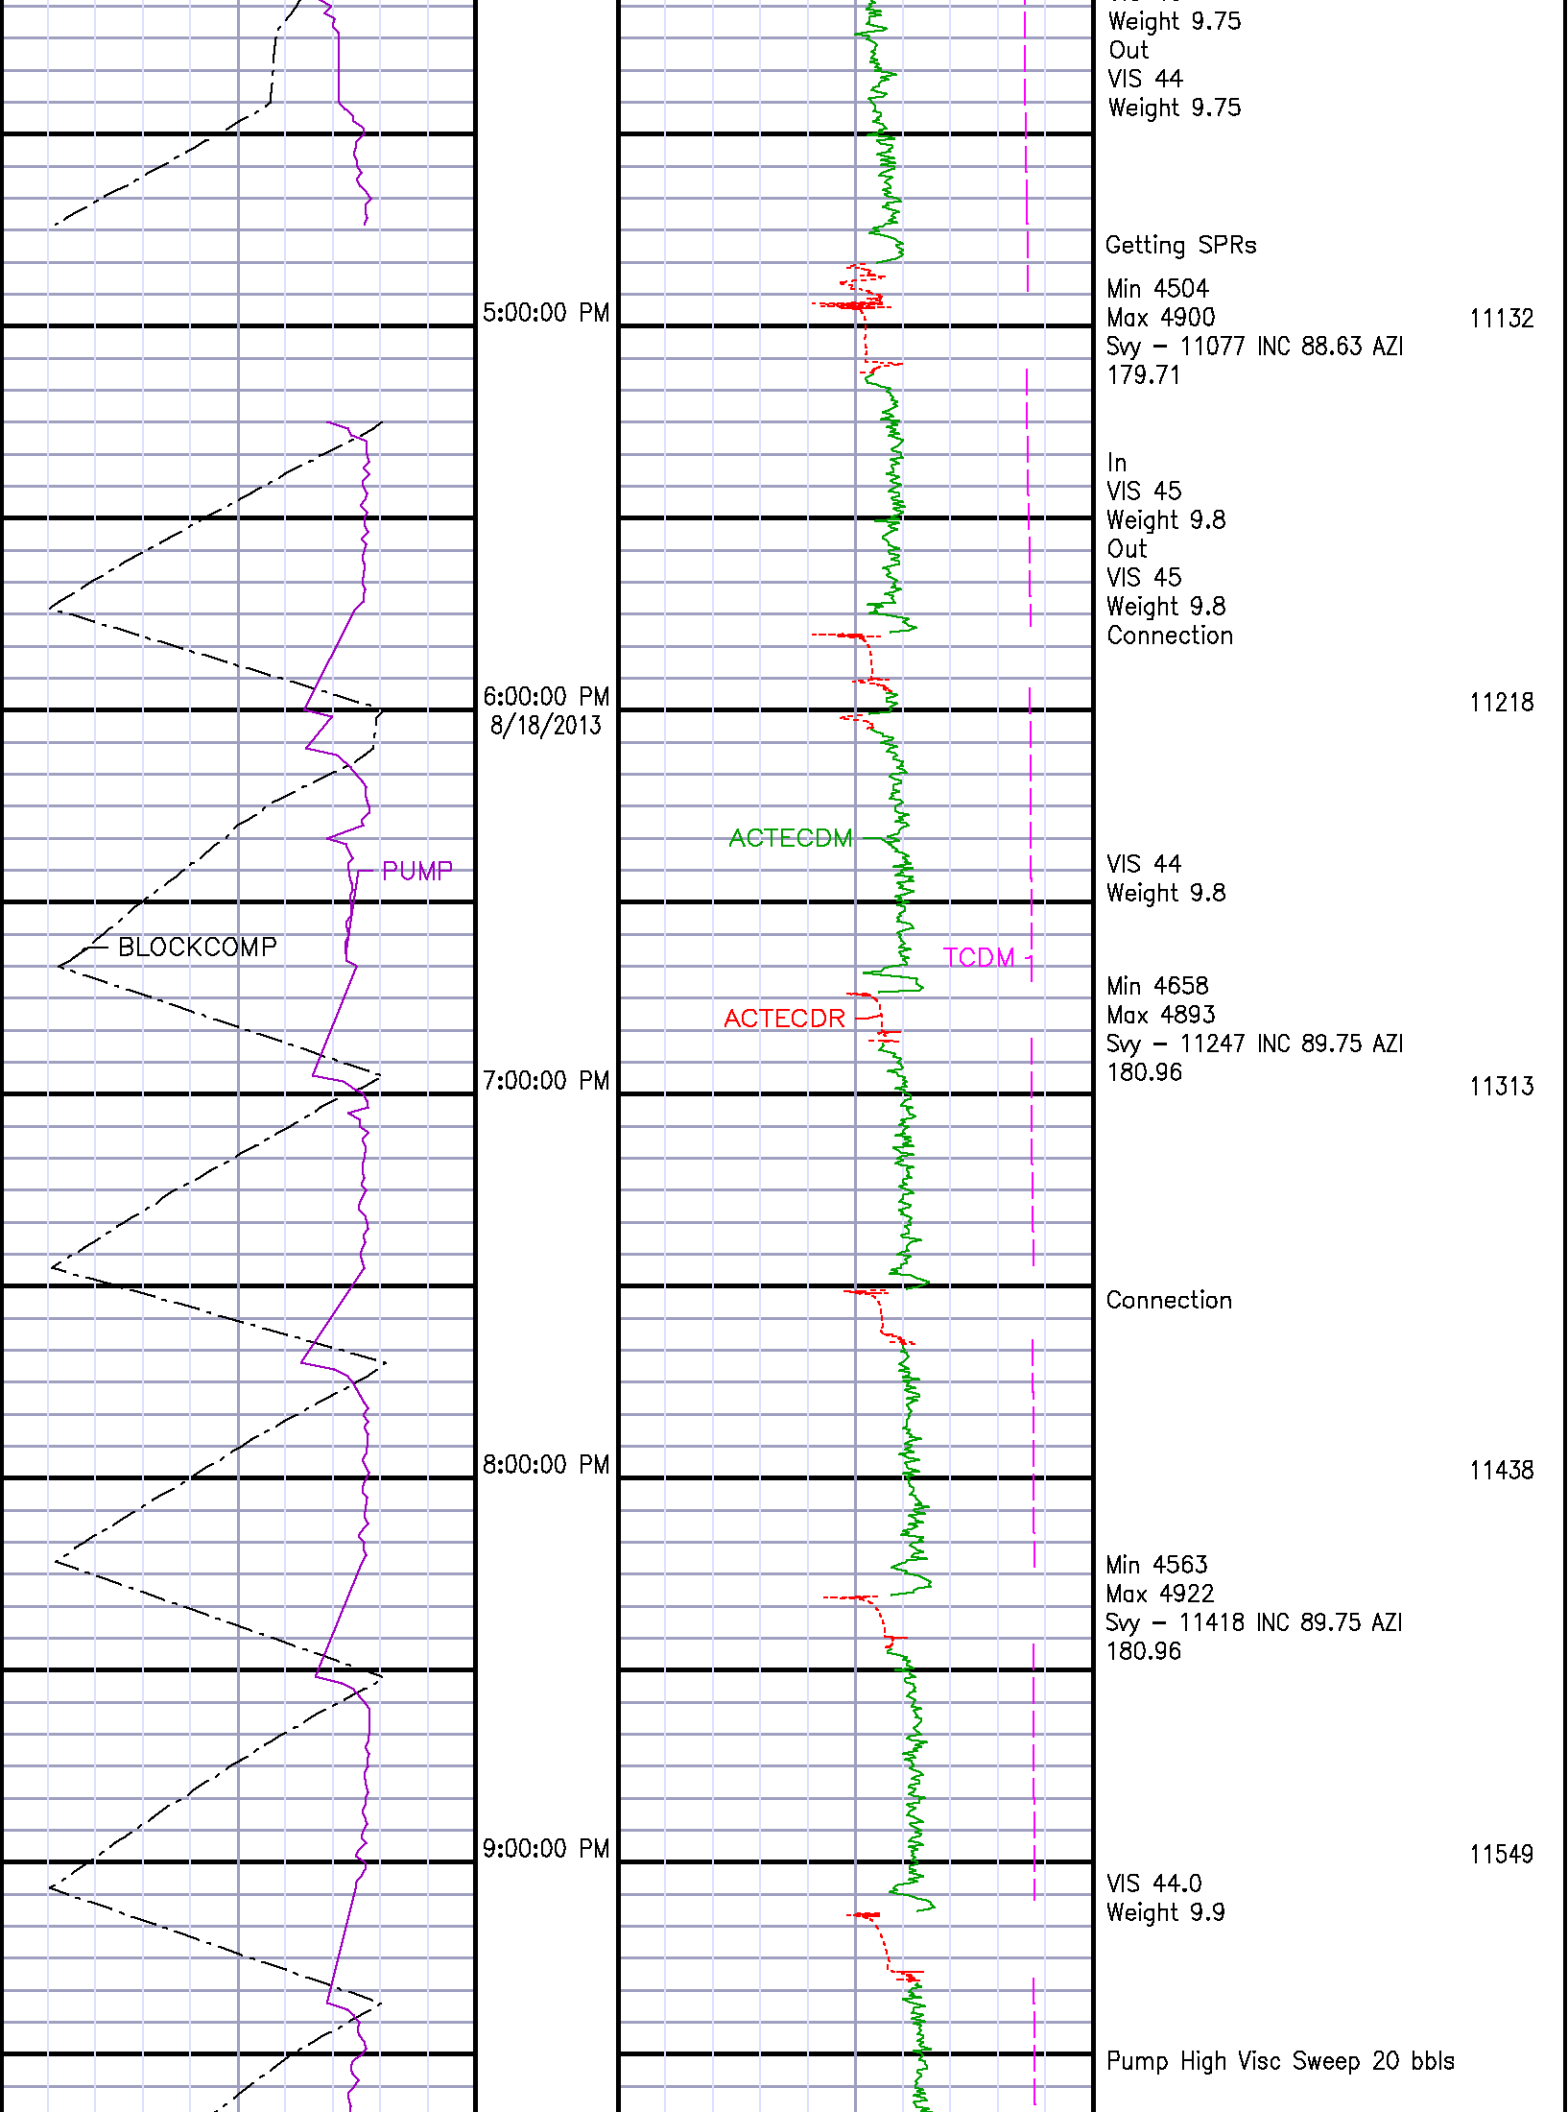 Weight 9.75
Out
VIS 44
Weight 9.75
Getting SPRs
Min 4504
5:00:00 PM
Max 4900
11132
Svy - 11077 INC 88.63 AZI
179.71
In
VIS 45
Weight 9.8
Out
VIS 45
Weight 9.8
Connection
6:00:00 PM
11218
8/18/2013
ACTECDM
PUMP
VIS 44
Weight 9.8
BLOCKCOMP
TCDM
Min 4658
ACTECDR
Max 4893
Svy - 11247 INC 89.75 AZI
180.96
7:00:00 PM
11313
Connection
8:00:00 PM
11438
Min 4563
Max 4922
Svy - 11418 INC 89.75 AZI
180.96
9:00:00 PM
11549
VIS 44.0
Weight 9.9
Pump High Visc Sweep 20 bbls